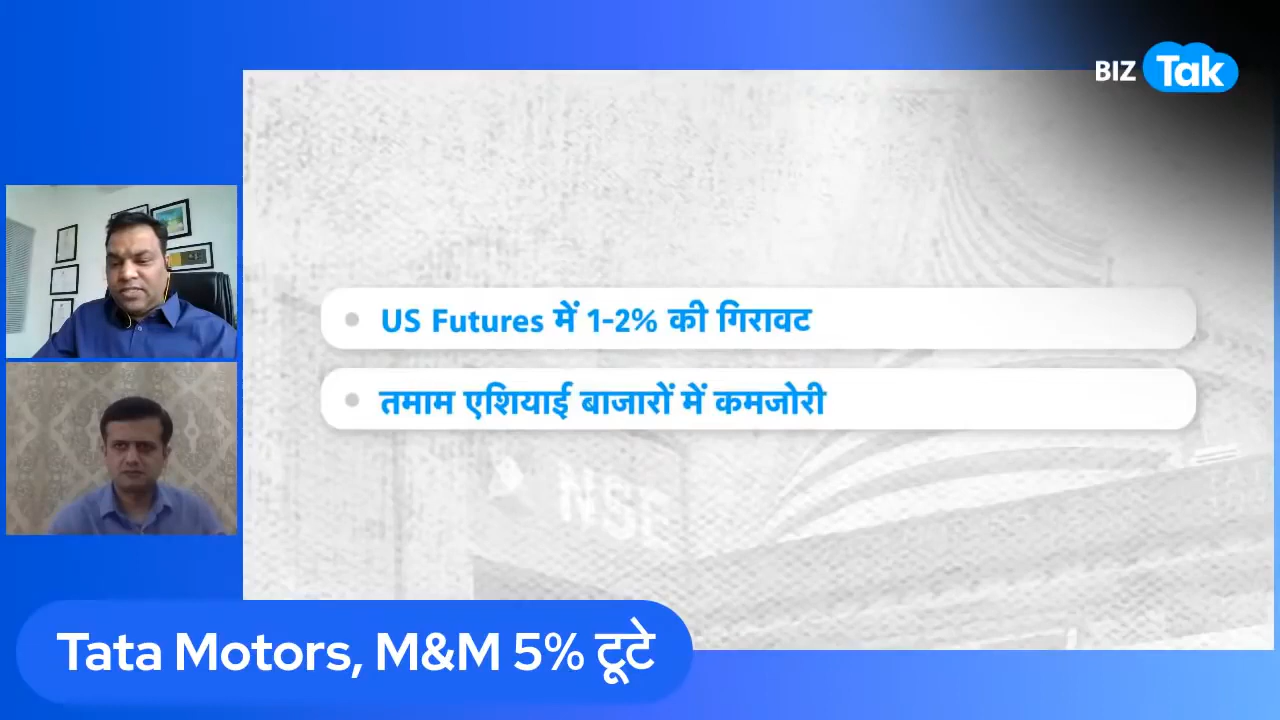 BIZ Tak
US Futures में 1-2% की गिरावट
तमाम एशियाई बाजारों में कमजोरी
NSE
Tata Motors, M&M 5% टूटे